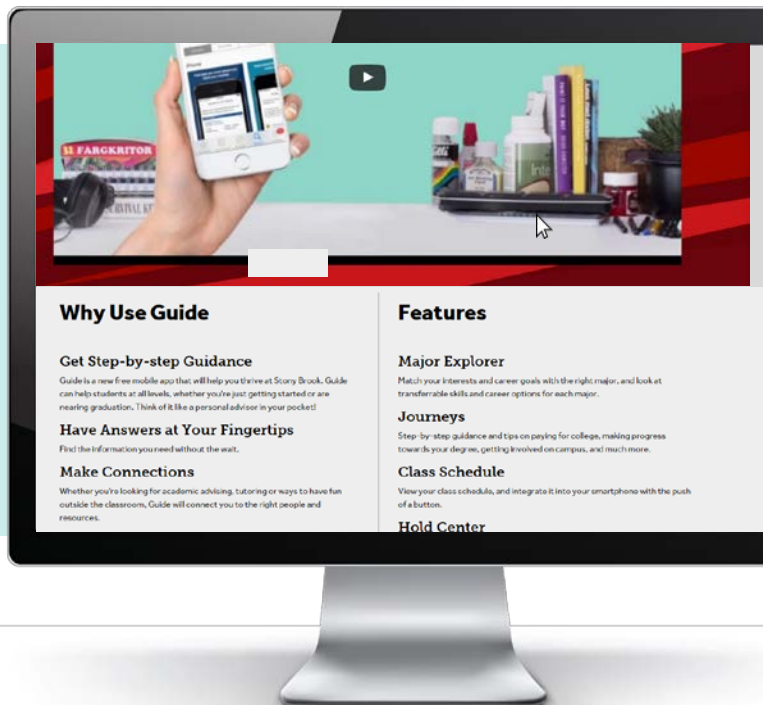 FARGKRITOR
SURVIVAL KIT
Inte
Why Use Guide
Get Step-by-step Guidance
Guide is a new free mobile app that will help you thrive at Stony Brook. Guide
can help students at all levels, whether you're just getting started or are
nearing graduation. Think of it like a personal advisor in your pocket!
Have Answers at Your Fingertips
Find the information you need without the wait.
Make Connections
Whether you're looking for academic advising, tutoring or ways to have fun
outside the classroom, Guide will connect you to the right people and
resources.
Features
Major Explorer
Match your interests and career goals with the right major, and look at
transferrable skills and career options for each major.
Journeys
Step-by-step guidance and tips on paying for college, making progress
towards your degree, getting involved on campus, and much more.
Class Schedule
View your class schedule, and integrate it into your smartphone with the push
of a button.
Hold Center